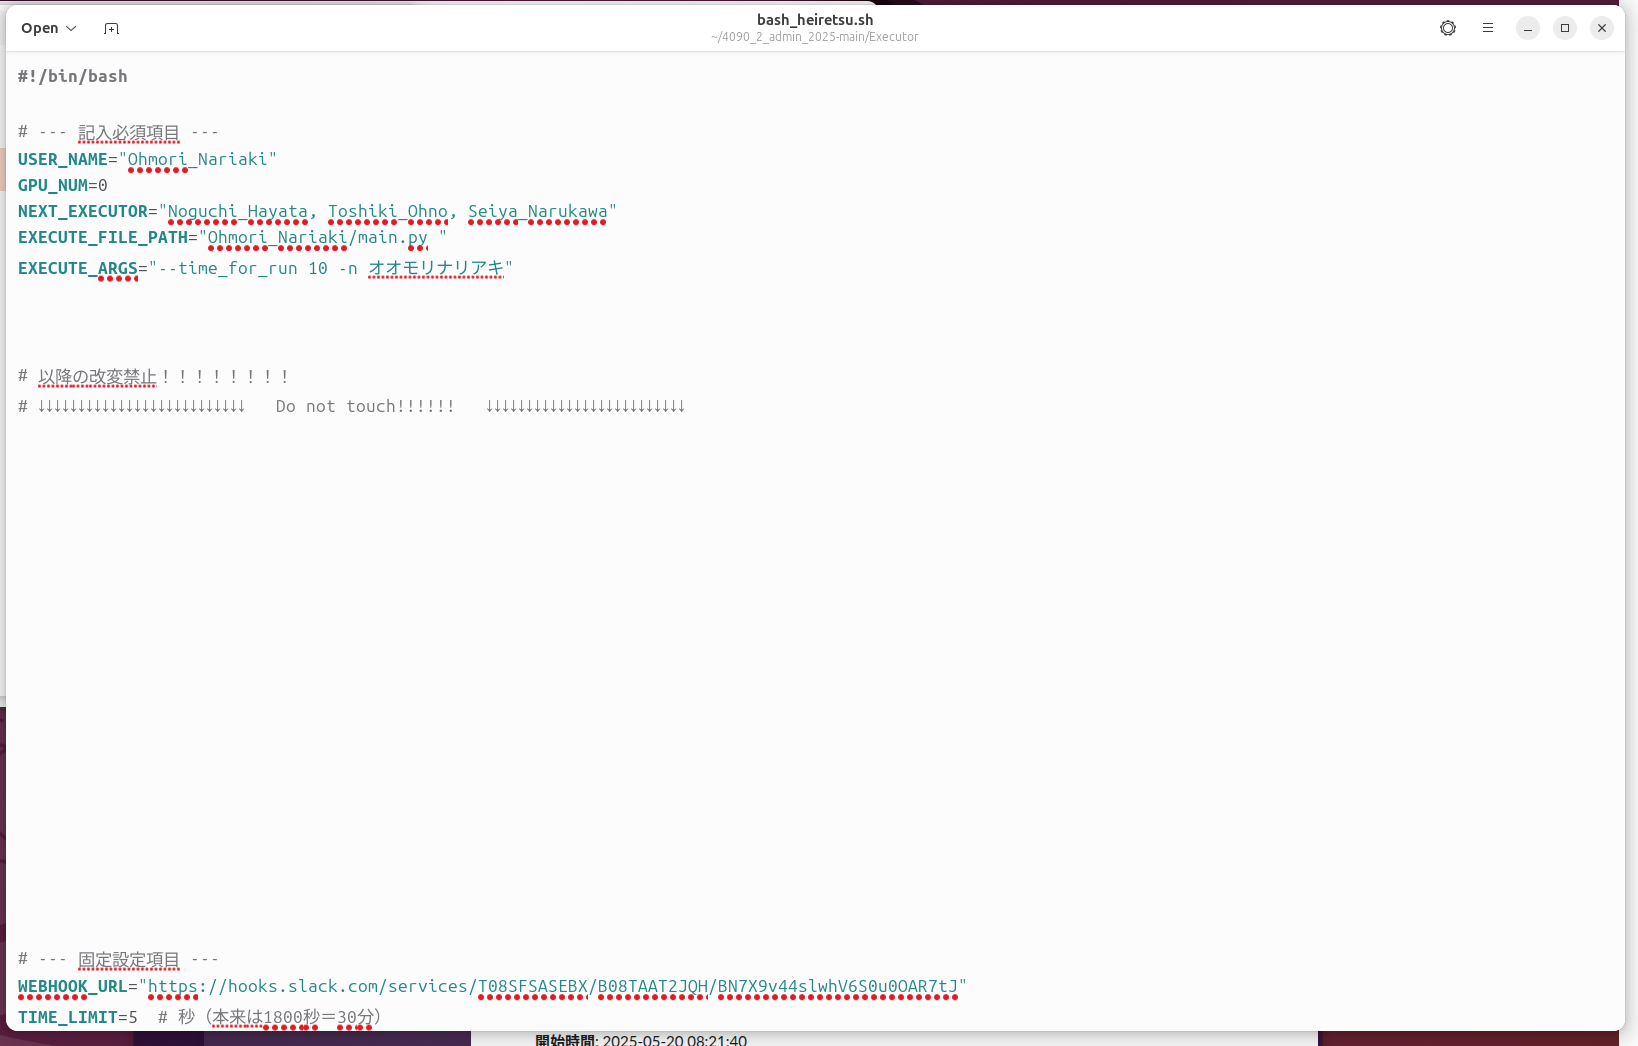 Open
bash_heiretsu.sh
~/4090_2_admin_2025-main/Executor
#!/bin/bash
# --- 記入必須項目 ---
USER_NAME="Ohmori_Nariaki"
GPU_NUM=0
NEXT_EXECUTOR="Noguchi_Hayata, Toshiki_Ohno, Seiya_Narukawa"
EXECUTE_FILE_PATH="Ohmori_Nariaki/main.py "
EXECUTE_ARGS="--time_for_run 10 -n オオモリナリアキ"
# 以降の改変禁止！！！！！！！！
# ↓↓↓↓↓↓↓↓↓↓↓↓↓↓↓↓↓↓↓↓↓↓↓↓↓↓ Do not touch!!!!!! ↓↓↓↓↓↓↓↓↓↓↓↓↓↓↓↓↓↓↓↓↓↓↓↓↓
# --- 固定設定項目 ---
WEBHOOK_URL="https://hooks.slack.com/services/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"
TIME_LIMIT=5 # 秒（本来は1800秒＝30分）
開始時間: 2025-05-20 08:21:40